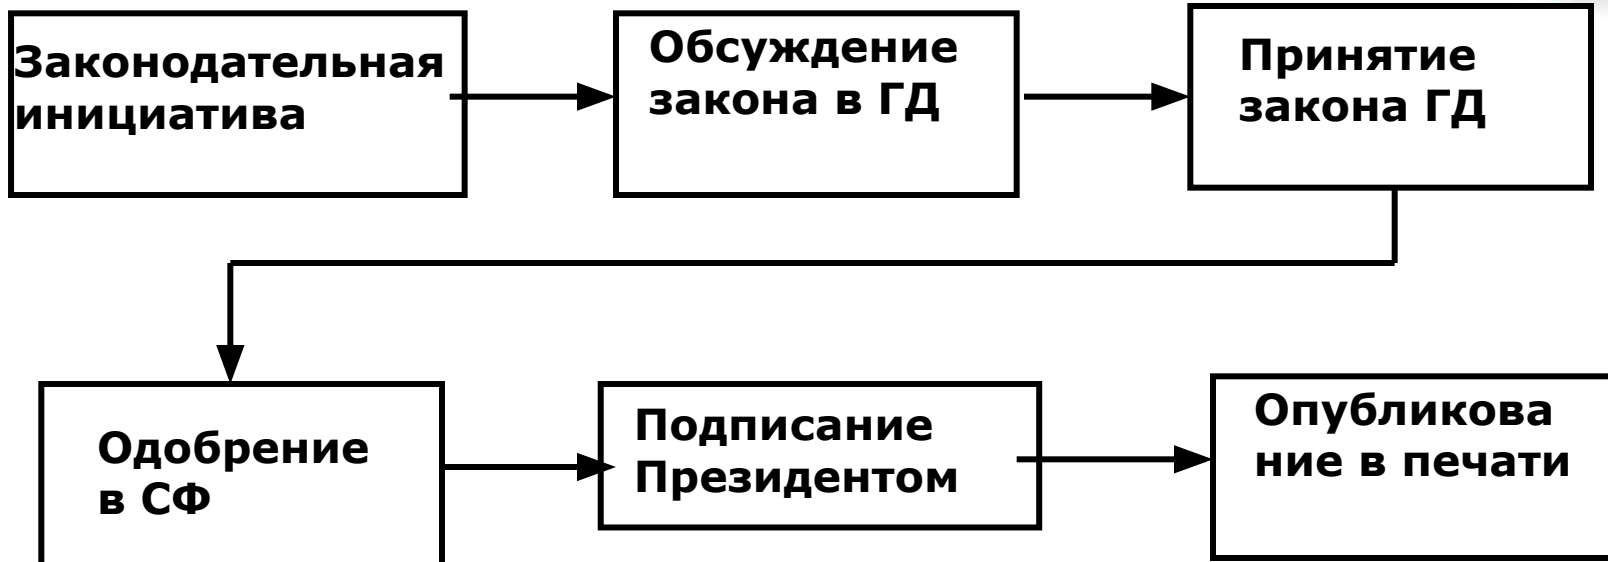 Законодательная
инициатива
Обсуждение
закона в ГД
Принятие
закона ГД
Одобрение
в СФ
Подписание
Президентом
Опубликова
ние в печати